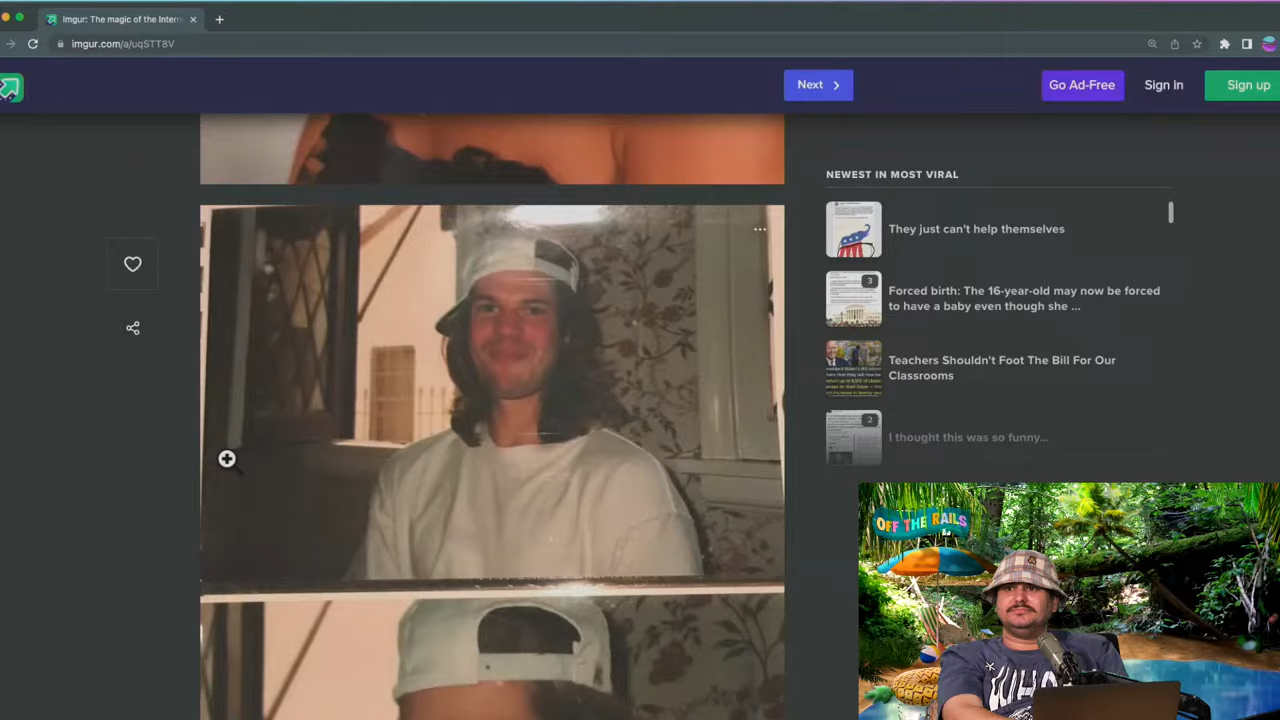 Imgur: The magic of the Intern
imgur.com/a/uqSTT8V
Next
Go Ad-Free
Sign in
Sign up
NEWEST IN MOST VIRAL
They just can't help themselves
3
Forced birth: The 16-year-old may now be forced
to have a baby even though she ...
Teachers Shouldn't Foot The Bill For Our
Classrooms
2
I thought this was so funny...
OFF THE RAILS